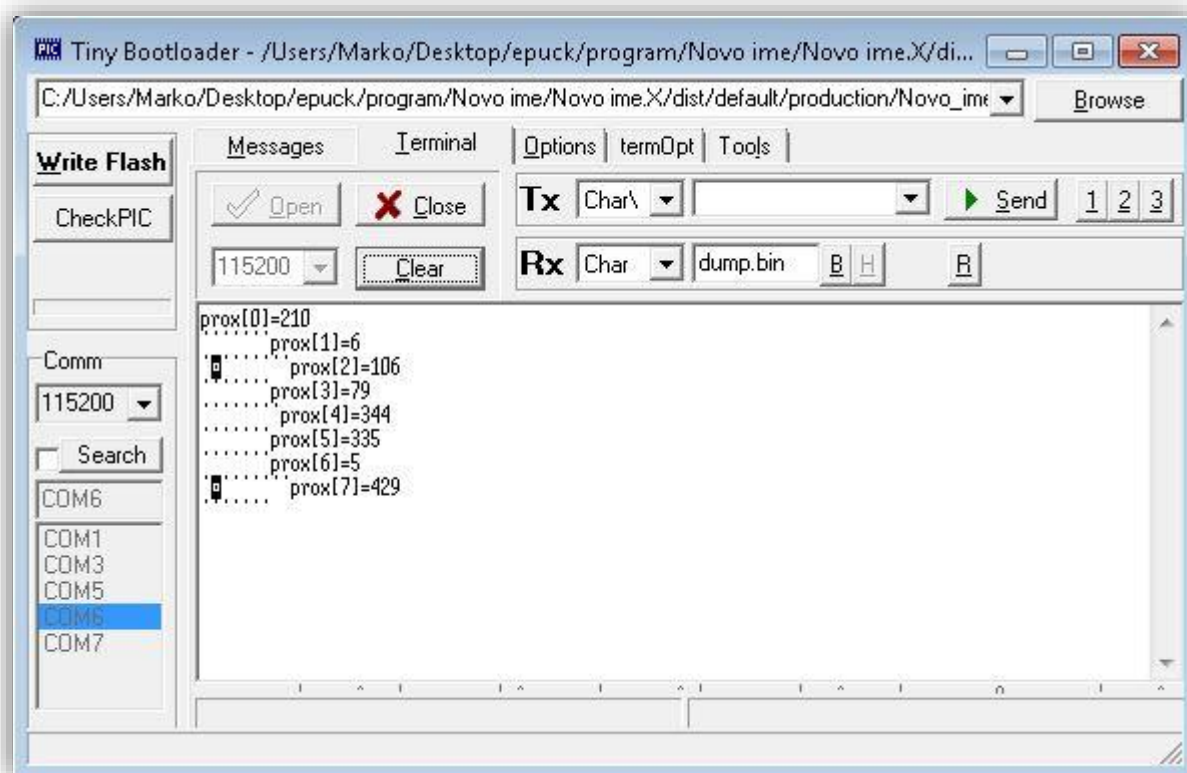 PIC Tiny Bootloader - /Users/Marko/Desktop/epuck/program/Novo ime/Novo ime.X/di...
C:/Users/Marko/Desktop/epuck/program/Novo ime/Novo ime.X/dist/default/production/Novo_ime
Browse
Write Flash
CheckPIC
Messages
Terminal
Options
termOpt
Tools
Open
Close
115200
Clear
Tx
Char\
Send
1
2
3
Rx
Char
dump.bin
B
H
R
Comm
115200
Search
COM6
COM1
COM3
COM5
COM6
COM7
prox[0]=210
prox[1]=6
prox[2]=106
prox[3]=79
prox[4]=344
prox[5]=335
prox[6]=5
prox[7]=429